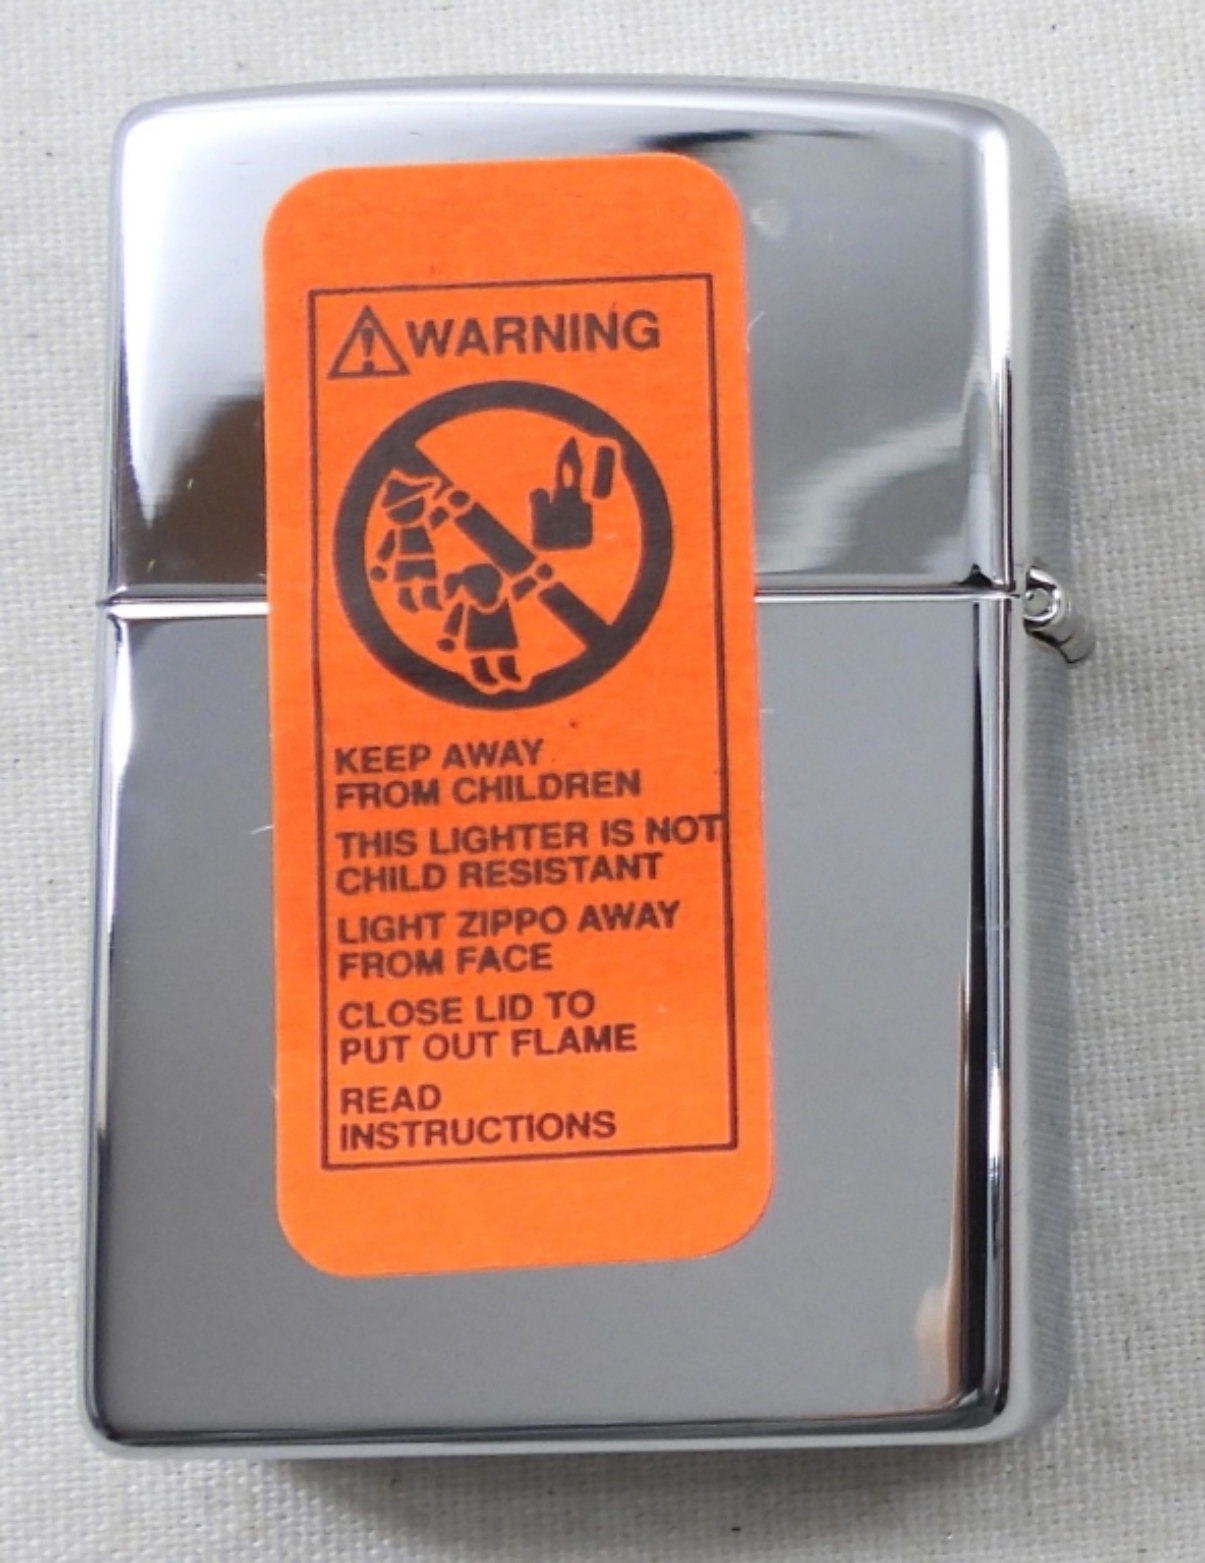 WARNING
KEEP AWAY
FROM CHILDREN
THIS LIGHTER IS NOT
CHILD RESISTANT
LIGHT ZIPPO AWAY
FROM FACE
CLOSE LID TO
PUT OUT FLAME
READ
INSTRUCTIONS